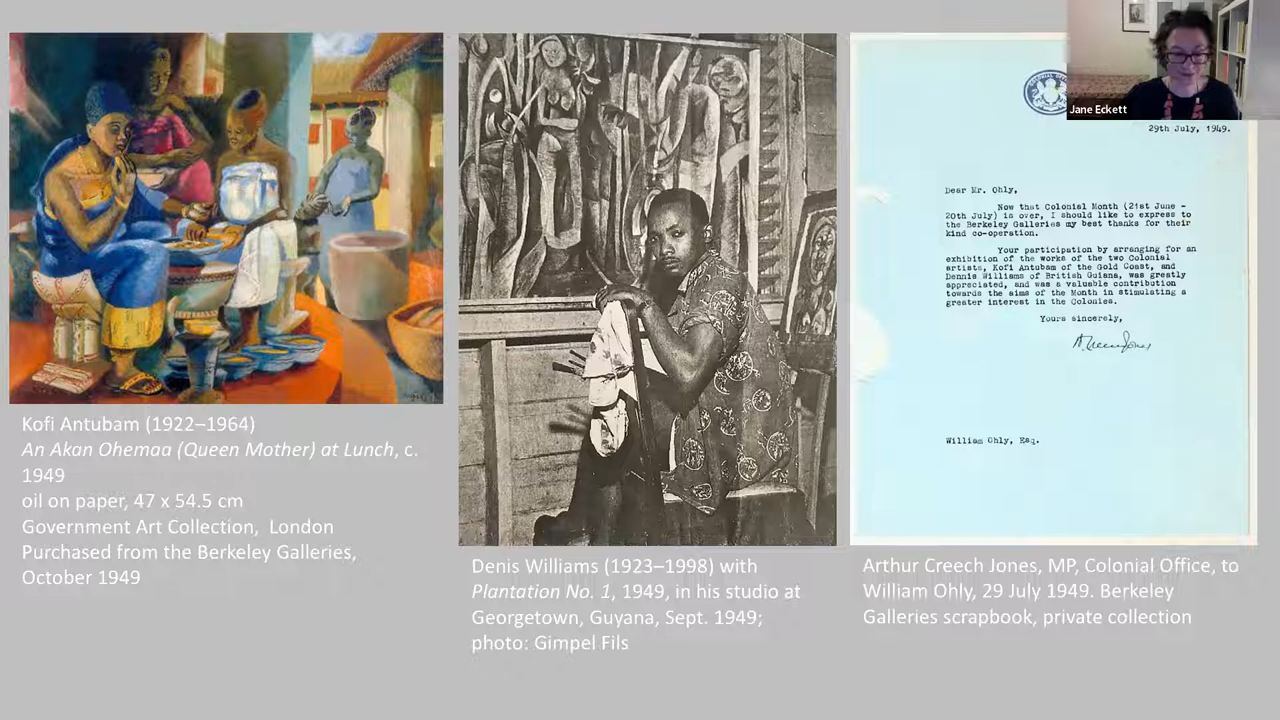 Jane Eckett
29th July, 1949.
Dear Mr. Ohly,
Now that Colonial Month (21st June -
20th July) is over, I should like to express to
the Berkeley Galleries my best thanks for their
kind co-operation.
Your participation by arranging for an
exhibition of the works of the two Colonial
artists, Kofi Antubam of the Gold Coast, and
Dennis Williams of British Guiana, was greatly
appreciated, and was a valuable contribution
towards the aims of the Month in stimulating a
greater interest in the Colonies.
Yours sincerely,
William Ohly, Esq.
Kofi Antubam (1922–1964)
An Akan Ohemaa (Queen Mother) at Lunch, c.
1949
oil on paper, 47 x 54.5 cm
Government Art Collection, London
Purchased from the Berkeley Galleries,
October 1949
Denis Williams (1923–1998) with
Plantation No. 1, 1949, in his studio at
Georgetown, Guyana, Sept. 1949;
photo: Gimpel Fils
Arthur Creech Jones, MP, Colonial Office, to
William Ohly, 29 July 1949. Berkeley
Galleries scrapbook, private collection